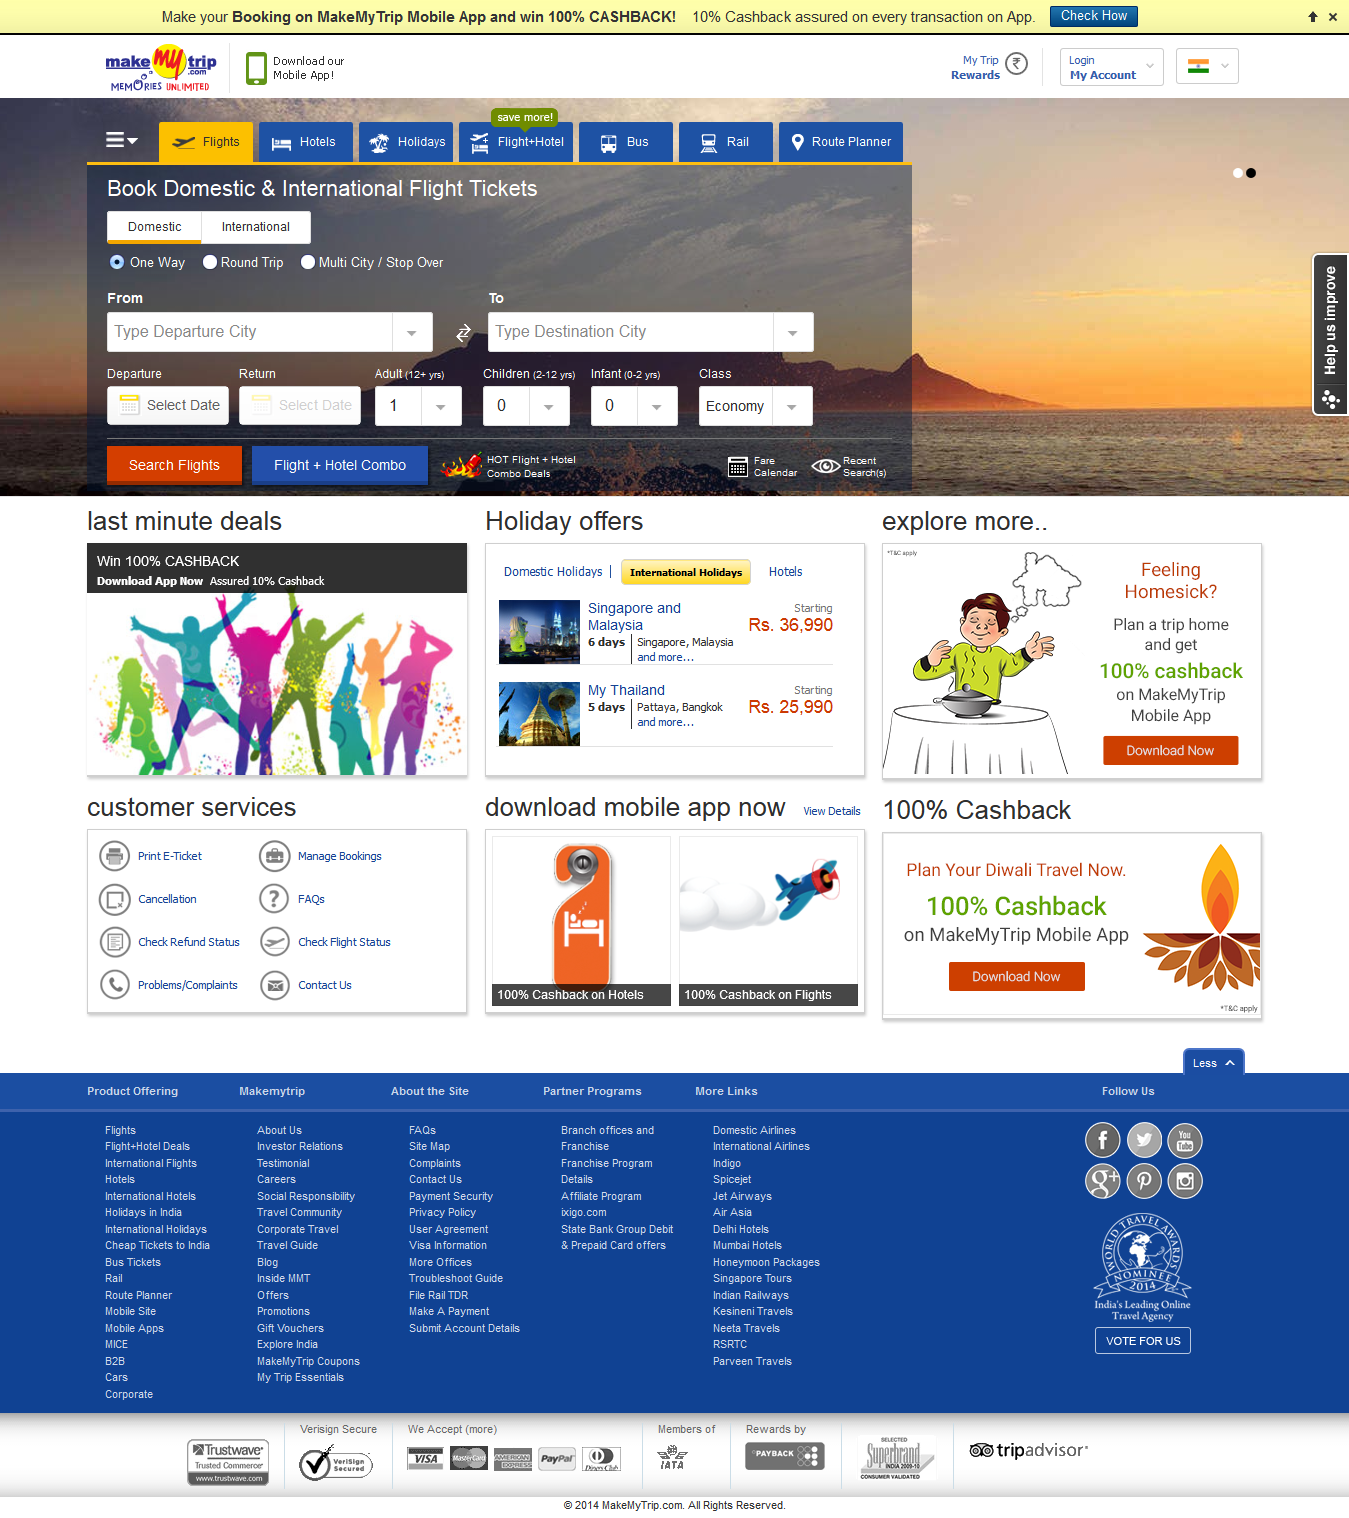 Make your Booking on MakeMyTrip Mobile App and win 100% CASHBACK! 10% Cashback assured on every transaction on App. Check How
make my trip .com
MEMORIES UNLIMITED
Download our
Mobile App!
My Trip
Rewards
Login
My Account
save more!
Flights
Hotels
Holidays
Flight+Hotel
Bus
Rail
Route Planner
Book Domestic & International Flight Tickets
Domestic International
One Way Round Trip Multi City / Stop Over
From To
Type Departure City Type Destination City
Departure Return Adult (12+ yrs) Children (2-12 yrs) Infant (0-2 yrs) Class
Select Date Select Date 1 0 0 Economy
Search Flights
Flight + Hotel Combo
HOT Flight + Hotel
Combo Deals
Fare
Calendar
Recent
Search(s)
Help us improve
last minute deals
Win 100% CASHBACK
Download App Now Assured 10% Cashback
Holiday offers
Domestic Holidays | International Holidays Hotels
Singapore and
Malaysia
6 days Singapore, Malaysia
and more...
Starting
Rs. 36,990
My Thailand
5 days Pattaya, Bangkok
and more...
Starting
Rs. 25,990
explore more..
*T&C apply
Feeling
Homesick?
Plan a trip home
and get
100% cashback
on MakeMyTrip
Mobile App
Download Now
customer services
Print E-Ticket
Manage Bookings
Cancellation
FAQs
Check Refund Status
Check Flight Status
Problems/Complaints
Contact Us
download mobile app now View Details
100% Cashback on Hotels
100% Cashback on Flights
100% Cashback
Plan Your Diwali Travel Now.
100% Cashback
on MakeMyTrip Mobile App
Download Now
*T&C apply
Less
Product Offering
Flights
Flight+Hotel Deals
International Flights
Hotels
International Hotels
Holidays in India
International Holidays
Cheap Tickets to India
Bus Tickets
Rail
Route Planner
Mobile Site
Mobile Apps
MICE
B2B
Cars
Corporate
Makemytrip
About Us
Investor Relations
Testimonial
Careers
Social Responsibility
Travel Community
Corporate Travel
Travel Guide
Blog
Inside MMT
Offers
Promotions
Gift Vouchers
Explore India
MakeMyTrip Coupons
My Trip Essentials
About the Site
FAQs
Site Map
Complaints
Contact Us
Payment Security
Privacy Policy
User Agreement
Visa Information
More Offices
Troubleshoot Guide
File Rail TDR
Make A Payment
Submit Account Details
Partner Programs
Branch offices and
Franchise
Franchise Program
Details
Affiliate Program
ixigo.com
State Bank Group Debit
& Prepaid Card offers
More Links
Domestic Airlines
International Airlines
Indigo
Spicejet
Jet Airways
Air Asia
Delhi Hotels
Mumbai Hotels
Honeymoon Packages
Singapore Tours
Indian Railways
Kesineni Travels
Neeta Travels
RSRTC
Parveen Travels
Follow Us
f
You
Tube
g+
WORLD TRAVEL AWARDS
NOMINEE
2014
India's Leading Online
Travel Agency
VOTE FOR US
Trustwave
Trusted Commerce
www.trustwave.com
Verisign Secure
VeriSign
Secured
We Accept (more)
VISA
MasterCard
AMERICAN
EXPRESS
PayPal
Diners Club
Members of
IATA
Rewards by
PAYBACK
SELECTED
Superbrand
INDIA 2009-10
CONSUMER VALIDATED
tripadvisor
© 2014 MakeMyTrip.com. All Rights Reserved.